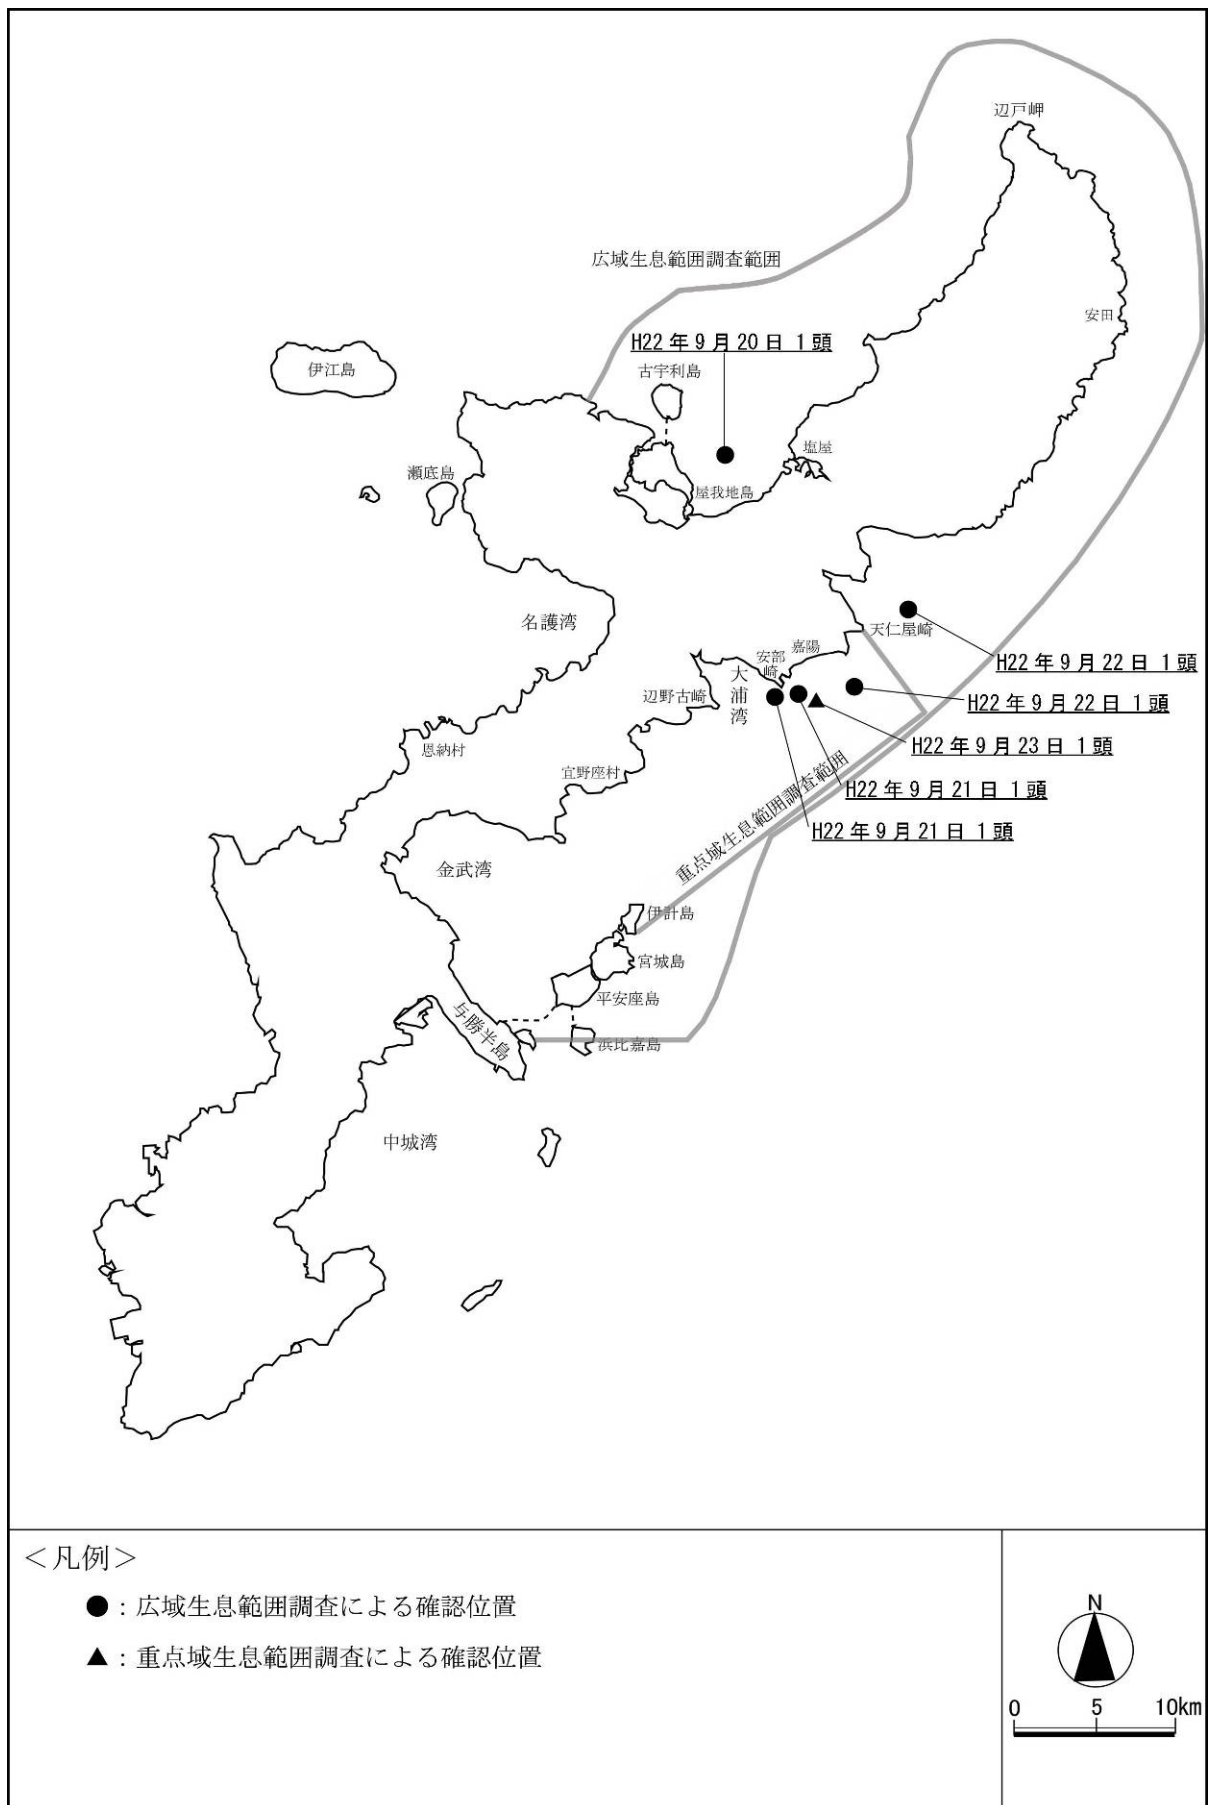 辺戸岬
広域生息範囲調査範囲
安田
H22年9月20日 1頭
伊江島
古宇利島
塩屋
瀬底島
屋我地島
名護湾
天仁屋崎
嘉陽
安部崎
H22年9月22日 1頭
大浦湾
辺野古崎
H22年9月22日 1頭
H22年9月23日 1頭
恩納村
宜野座村
重点域生息範囲調査範囲
H22年9月21日 1頭
H22年9月21日 1頭
金武湾
伊計島
宮城島
平安座島
与勝半島
浜比嘉島
中城湾
＜凡例＞
●：広域生息範囲調査による確認位置
▲：重点域生息範囲調査による確認位置
N
0 5 10km